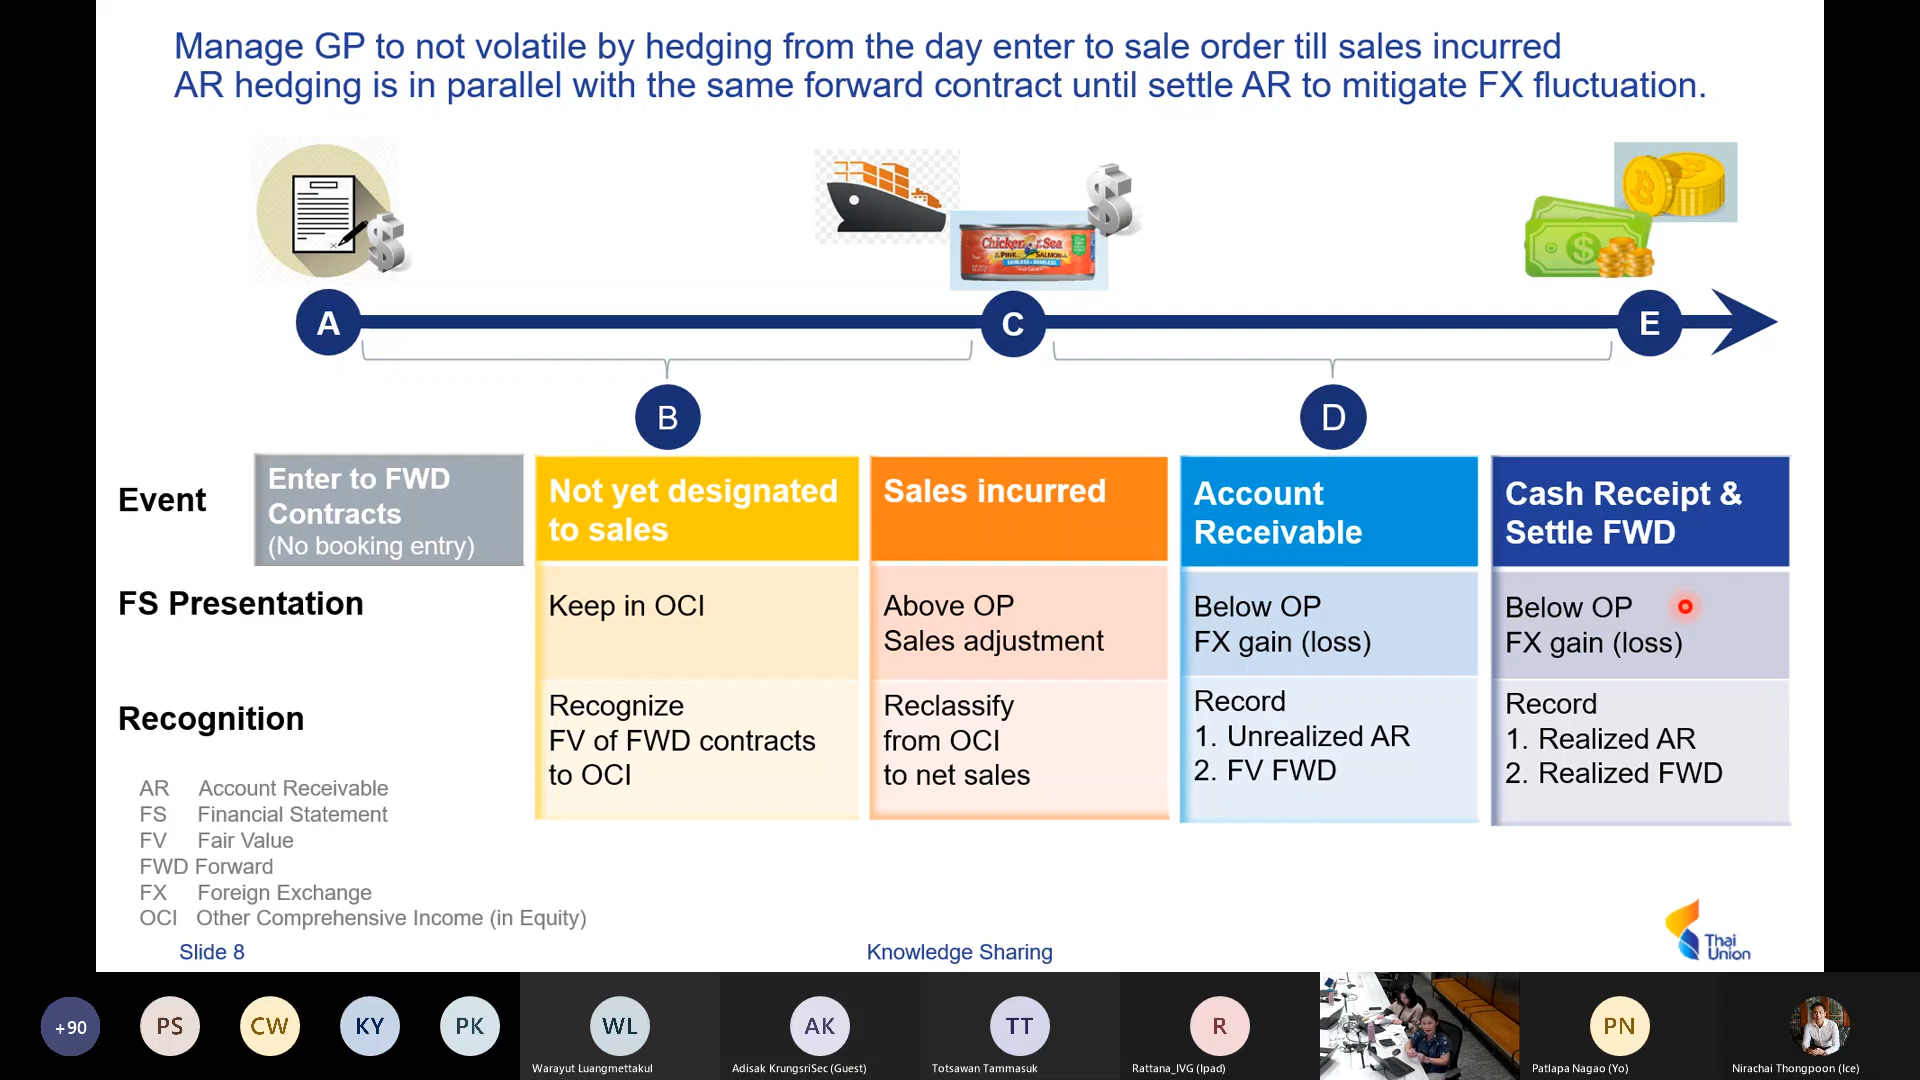 Manage GP to not volatile by hedging from the day enter to sale order till sales incurred
AR hedging is in parallel with the same forward contract until settle AR to mitigate FX fluctuation.
Chicken of the Sea
PINK SALMON
SKINLESS + BONELESS
A
C
E
B
D
Event
Enter to FWD
Contracts
(No booking entry)
Not yet designated
to sales
Sales incurred
Account
Receivable
Cash Receipt &
Settle FWD
FS Presentation
Keep in OCI
Above OP
Sales adjustment
Below OP
FX gain (loss)
Below OP
FX gain (loss)
Recognition
Recognize
FV of FWD contracts
to OCI
Reclassify
from OCI
to net sales
Record
1. Unrealized AR
2. FV FWD
Record
1. Realized AR
2. Realized FWD
AR Account Receivable
FS Financial Statement
FV Fair Value
FWD Forward
FX Foreign Exchange
OCI Other Comprehensive Income (in Equity)
Slide 8
Knowledge Sharing
Thai
Union
+90
PS
CW
KY
PK
WL
AK
TT
R
PN
Warayut Luangmettakul
Adisak KrungsriSec (Guest)
Totsawan Tammasuk
Rattana_IVG (Ipad)
Patlapa Nagao (Yo)
Nirachai Thongpoon (Ice)